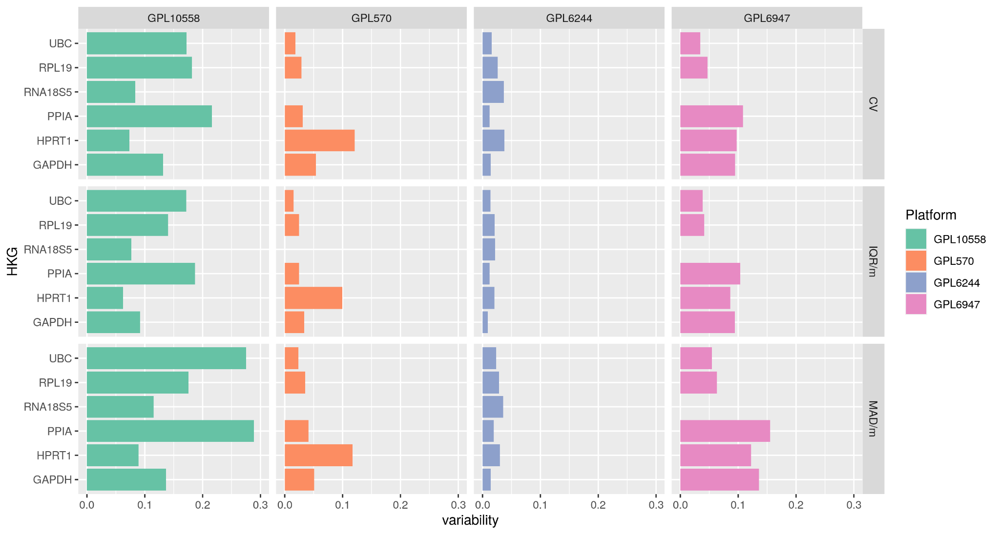 GPL10558 GPL570 GPL6244 GPL6947
UBC
RPL19
RNA18S5
PPIA
HPRT1
GAPDH
CV
UBC
RPL19
RNA18S5
PPIA
HPRT1
GAPDH
IQR/m
UBC
RPL19
RNA18S5
PPIA
HPRT1
GAPDH
MAD/m
HKG
0.0 0.1 0.2 0.3 0.0 0.1 0.2 0.3 0.0 0.1 0.2 0.3 0.0 0.1 0.2 0.3
variability
Platform
GPL10558
GPL570
GPL6244
GPL6947